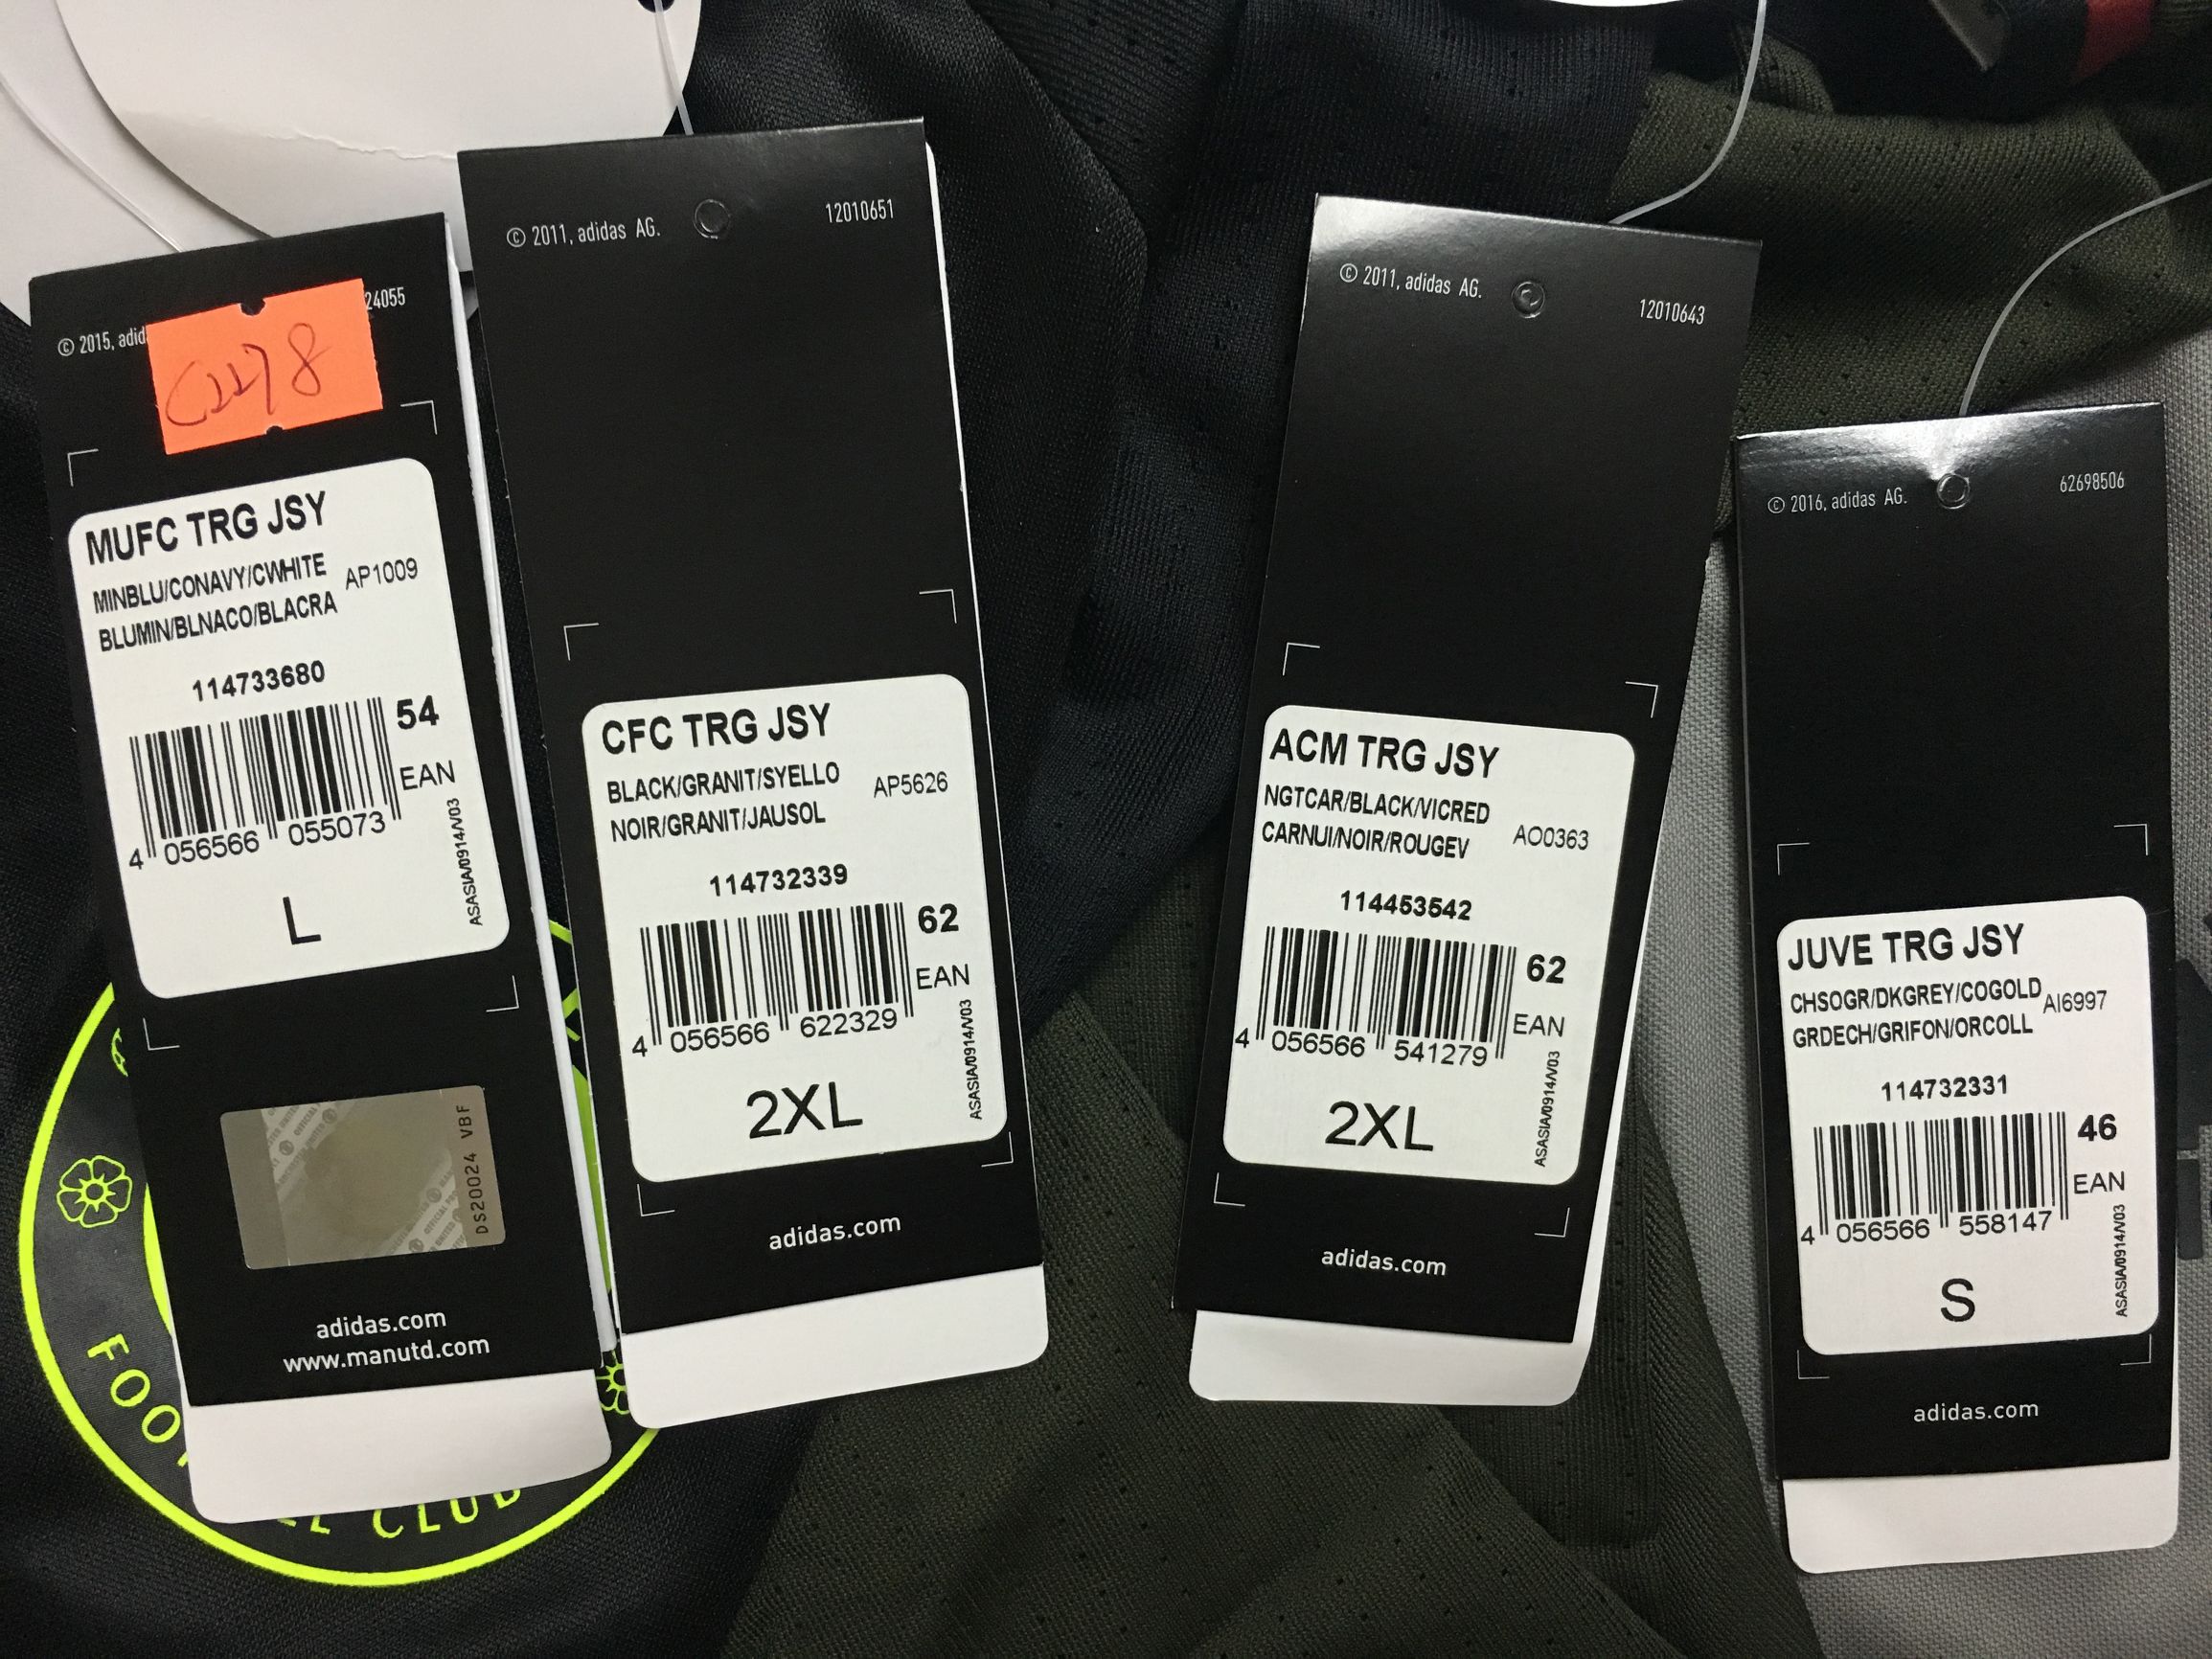 © 2015, adid
24055
C2278
MUFC TRG JSY
MINBLU/CONAVY/CWHITE
BLUMIN/BLNACO/BLACRA
AP1009
114733680
54
EAN
4 056566 055073
ASASIA/0914/V03
L
DS20024 VBF
adidas.com
www.manutd.com
FOO
CLUB
© 2011, adidas AG.
12010651
CFC TRG JSY
BLACK/GRANIT/SYELLO
NOIR/GRANIT/JAUSOL
AP5626
114732339
62
EAN
4 056566 622329
ASASIA/0914/V03
2XL
adidas.com
© 2011, adidas AG.
12010643
ACM TRG JSY
NGTCAR/BLACK/VICRED
CARNUI/NOIR/ROUGEV
AO0363
114453542
62
EAN
4 056566 541279
ASASIA/0914/V03
2XL
adidas.com
© 2016, adidas AG.
62698506
JUVE TRG JSY
CHSOGR/DKGREY/COGOLD
GRDECH/GRIFON/ORCOLL
AI6997
114732331
46
EAN
4 056566 558147
ASASIA/0914/V03
S
adidas.com